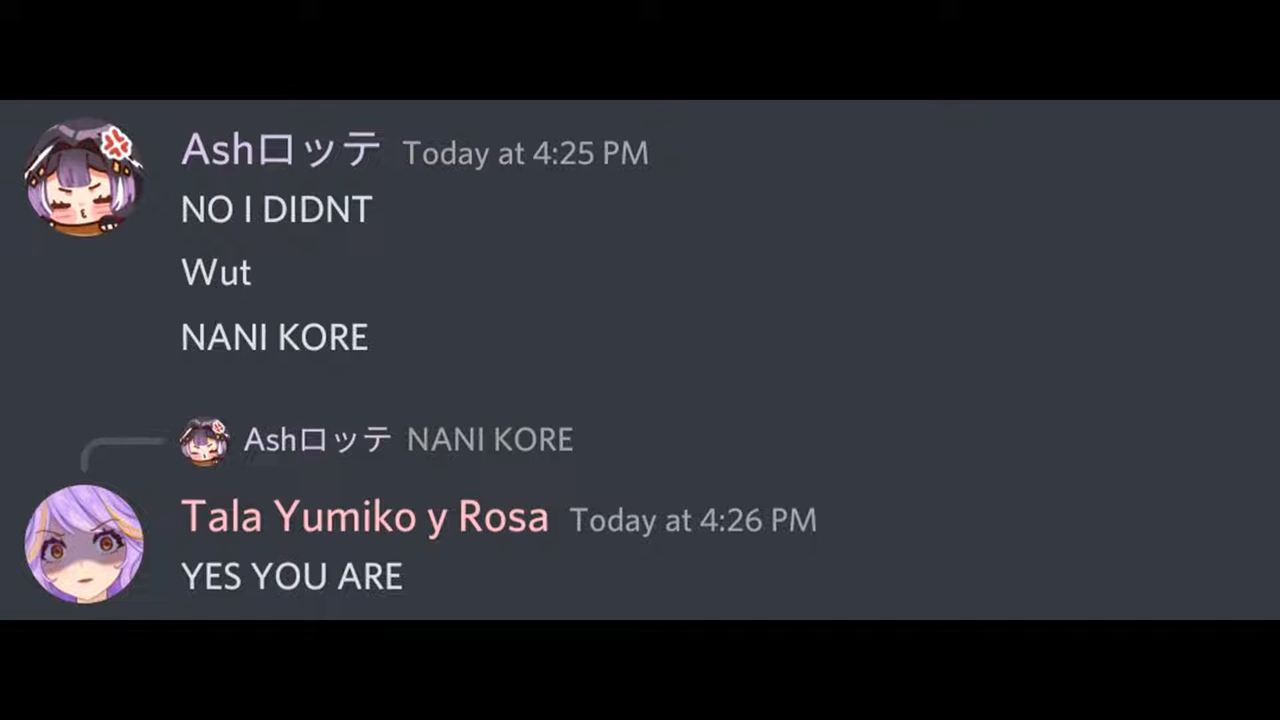 Ashロッテ Today at 4:25 PM
NO I DIDNT
Wut
NANI KORE
Ashロッテ NANI KORE
Tala Yumiko y Rosa Today at 4:26 PM
YES YOU ARE